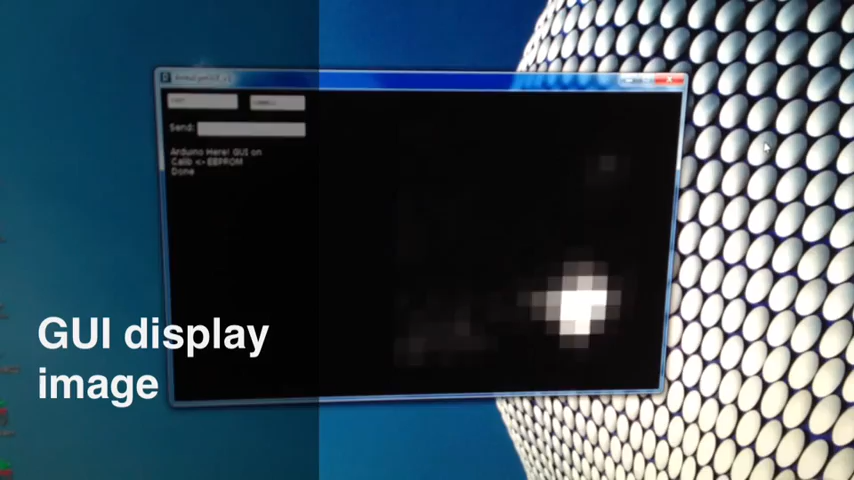 Send:
Arduino Here! GUI on
Calib <- EEPROM
Done
GUI display
image